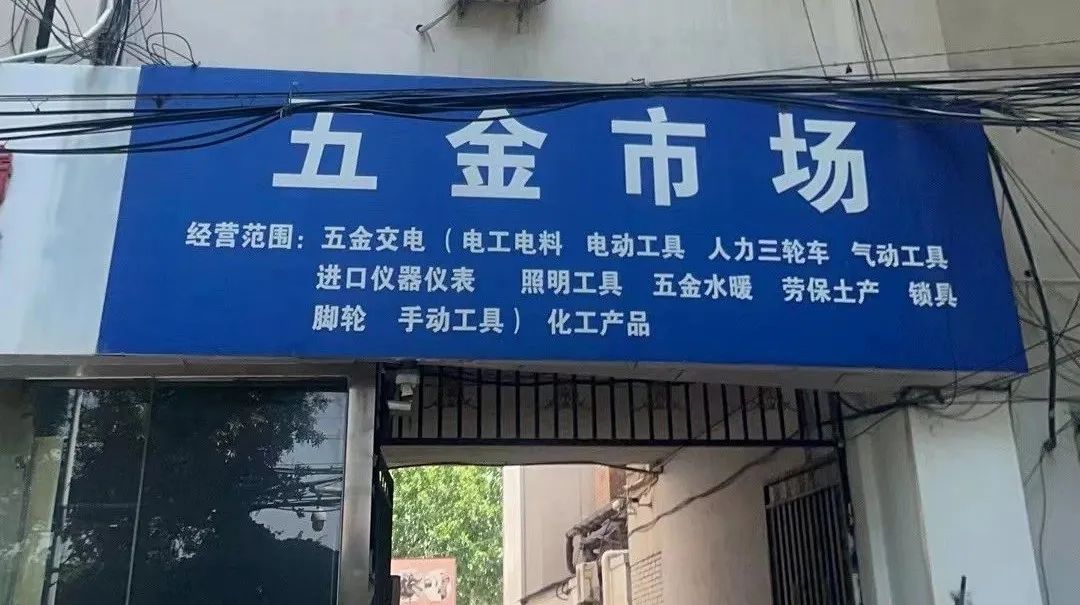 五金市场
经营范围：五金交电（电工电料 电动工具 人力三轮车 气动工具
进口仪器仪表 照明工具 五金水暖 劳保土产 锁具
脚轮 手动工具）化工产品